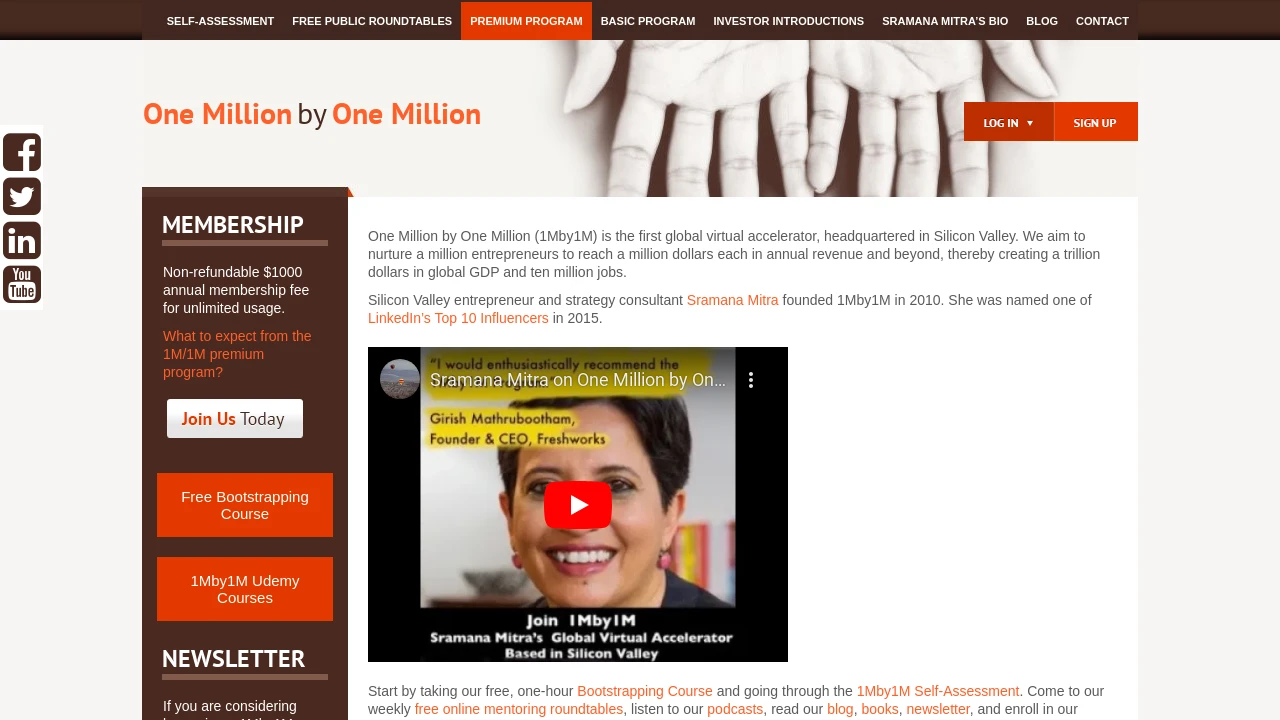 SELF-ASSESSMENT FREE PUBLIC ROUNDTABLES PREMIUM PROGRAM BASIC PROGRAM INVESTOR INTRODUCTIONS SRAMANA MITRA'S BIO BLOG CONTACT
One Million by One Million
LOG IN SIGN UP
You
Tube
MEMBERSHIP
Non-refundable $1000
annual membership fee
for unlimited usage.
What to expect from the
1M/1M premium
program?
Join Us Today
Free Bootstrapping
Course
1Mby1M Udemy
Courses
NEWSLETTER
If you are considering
One Million by One Million (1Mby1M) is the first global virtual accelerator, headquartered in Silicon Valley. We aim to
nurture a million entrepreneurs to reach a million dollars each in annual revenue and beyond, thereby creating a trillion
dollars in global GDP and ten million jobs.
Silicon Valley entrepreneur and strategy consultant Sramana Mitra founded 1Mby1M in 2010. She was named one of
LinkedIn's Top 10 Influencers in 2015.
"I would enthusiastically recommend the
Sramana Mitra on One Million by On...
Girish Mathrubootham,
Founder & CEO, Freshworks
Join 1Mby1M
Sramana Mitra's Global Virtual Accelerator
Based in Silicon Valley
Start by taking our free, one-hour Bootstrapping Course and going through the 1Mby1M Self-Assessment. Come to our
weekly free online mentoring roundtables, listen to our podcasts, read our blog, books, newsletter, and enroll in our